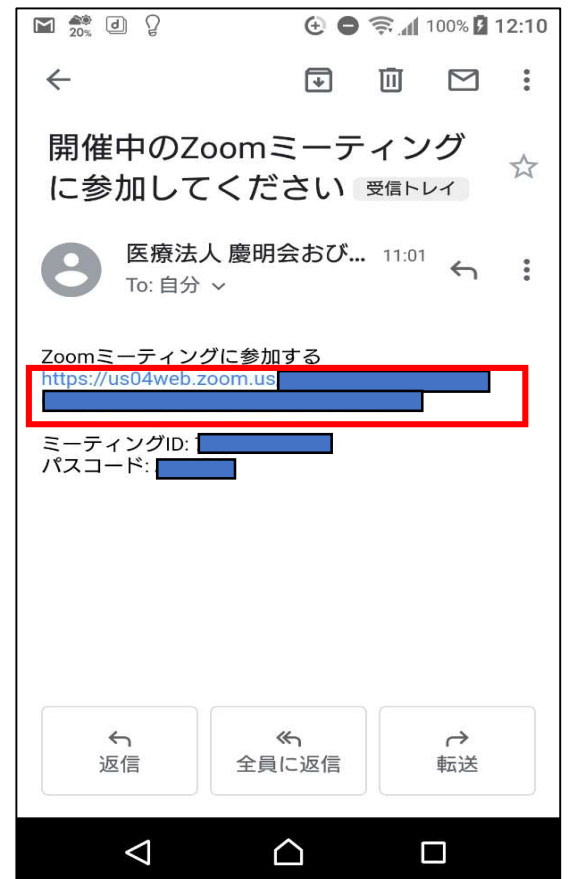 20% d 100% 12:10
開催中のZoomミーティング
に参加してください 受信トレイ
医療法人 慶明会おび... 11:01
To: 自分
Zoomミーティングに参加する
https://us04web.zoom.us
ミーティングID:
パスコード:
返信 全員に返信 転送